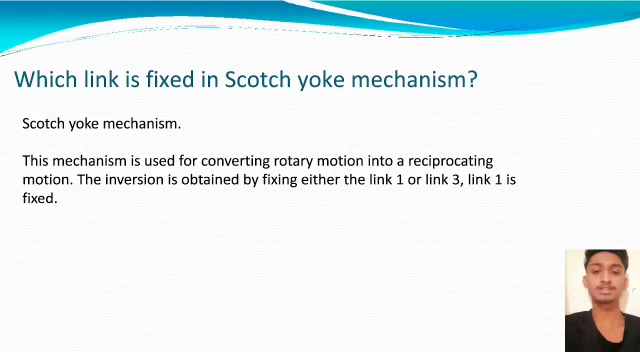 Which link is fixed in Scotch yoke mechanism?
Scotch yoke mechanism.
This mechanism is used for converting rotary motion into a reciprocating
motion. The inversion is obtained by fixing either the link 1 or link 3, link 1 is
fixed.